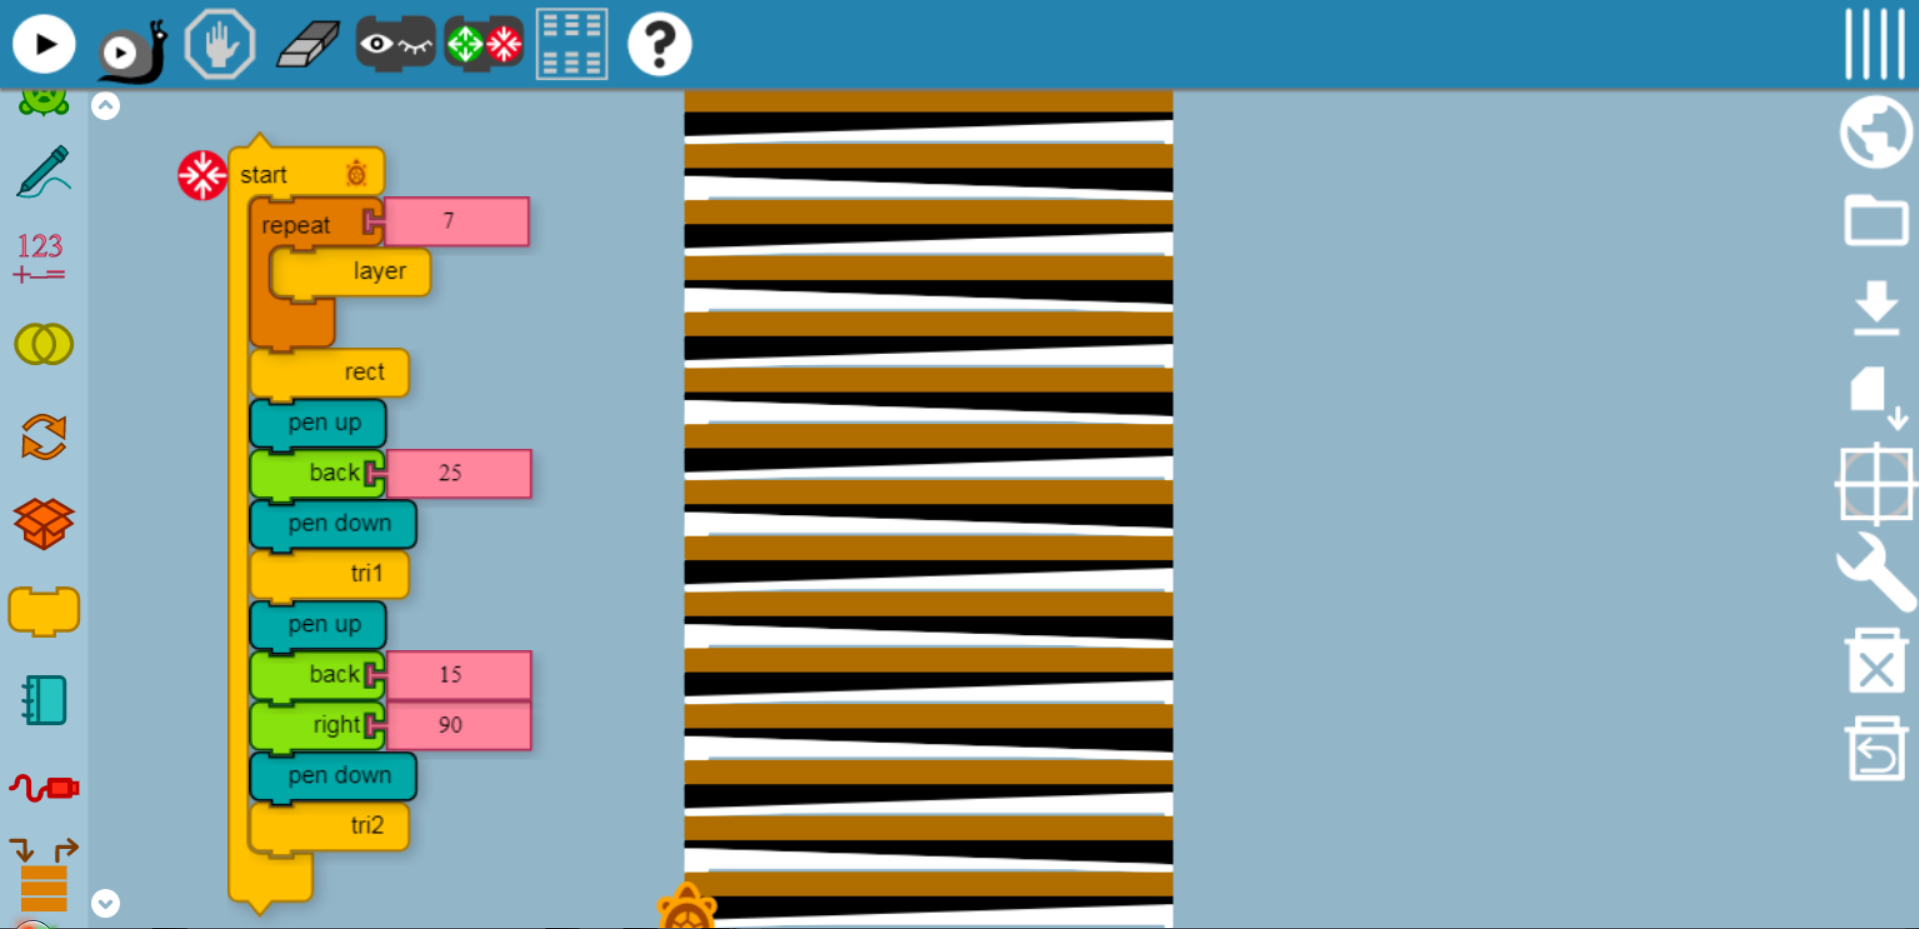 ?
123
+−=
start
repeat 7
layer
rect
pen up
back 25
pen down
tri1
pen up
back 15
right 90
pen down
tri2